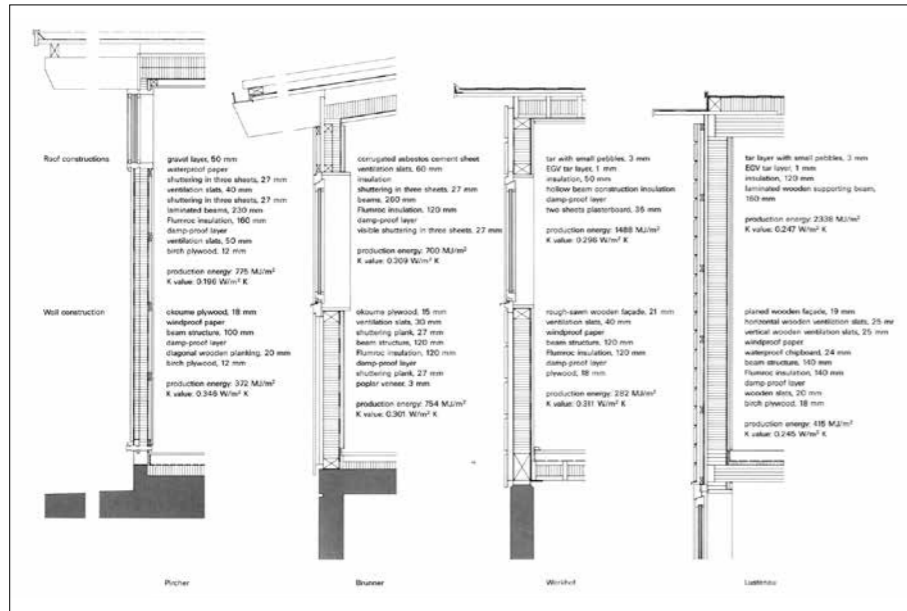 Roof constructions
gravel layer, 50 mm
waterproof paper
shuttering in three sheets, 27 mm
ventilation slats, 40 mm
shuttering in three sheets, 27 mm
laminated beams, 230 mm
Flumroc insulation, 160 mm
damp-proof layer
ventilation slats, 50 mm
birch plywood, 12 mm
production energy: 775 MJ/m²
K value: 0.196 W/m² K
corrugated asbestos cement sheet
ventilation slats, 60 mm
insulation
shuttering in three sheets, 27 mm
beams, 260 mm
Flumroc insulation, 120 mm
damp-proof layer
visible shuttering in three sheets, 27 mm
production energy: 700 MJ/m²
K value: 0.309 W/m² K
tar with small pebbles, 3 mm
EGV tar layer, 1 mm
insulation, 50 mm
hollow beam construction insulation
damp-proof layer
two sheets plasterboard, 36 mm
production energy: 1488 MJ/m²
K value: 0.296 W/m² K
tar layer with small pebbles, 3 mm
EGV tar layer, 1 mm
insulation, 120 mm
laminated wooden supporting beam,
160 mm
production energy: 2338 MJ/m²
K value: 0.247 W/m² K
Wall construction
okoume plywood, 18 mm
windproof paper
beam structure, 100 mm
damp-proof layer
diagonal wooden planking, 20 mm
birch plywood, 12 mm
production energy: 372 MJ/m²
K value: 0.346 W/m² K
okoume plywood, 15 mm
ventilation slats, 30 mm
shuttering plank, 27 mm
beam structure, 120 mm
Flumroc insulation, 120 mm
damp-proof layer
shuttering plank, 27 mm
poplar veneer, 3 mm
production energy: 754 MJ/m²
K value: 0.301 W/m² K
rough-sawn wooden façade, 21 mm
ventilation slats, 40 mm
windproof paper
beam structure, 120 mm
Flumroc insulation, 120 mm
damp-proof layer
plywood, 18 mm
production energy: 282 MJ/m²
K value: 0.311 W/m² K
planed wooden façade, 19 mm
horizontal wooden ventilation slats, 25 mm
vertical wooden ventilation slats, 25 mm
windproof paper
waterproof chipboard, 24 mm
beam structure, 140 mm
Flumroc insulation, 140 mm
damp-proof layer
wooden slats, 20 mm
birch plywood, 18 mm
production energy: 415 MJ/m²
K value: 0.245 W/m² K
Pircher
Brunner
Werkhof
Lustenau